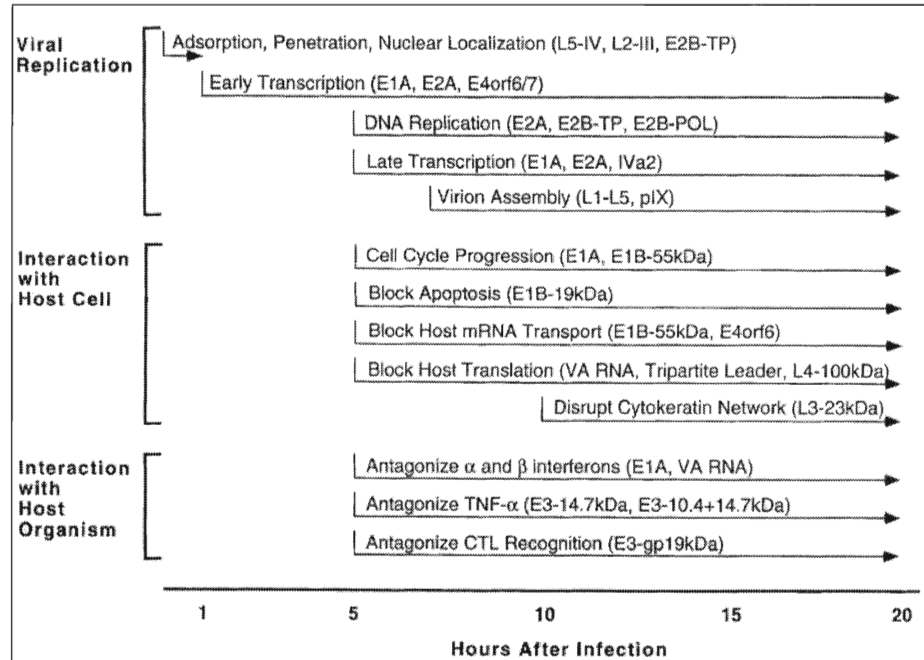 Viral
Replication
Adsorption, Penetration, Nuclear Localization (L5-IV, L2-III, E2B-TP)
Early Transcription (E1A, E2A, E4orf6/7)
DNA Replication (E2A, E2B-TP, E2B-POL)
Late Transcription (E1A, E2A, IVa2)
Virion Assembly (L1-L5, pIX)
Interaction
with
Host Cell
Cell Cycle Progression (E1A, E1B-55kDa)
Block Apoptosis (E1B-19kDa)
Block Host mRNA Transport (E1B-55kDa, E4orf6)
Block Host Translation (VA RNA, Tripartite Leader, L4-100kDa)
Disrupt Cytokeratin Network (L3-23kDa)
Interaction
with
Host
Organism
Antagonize α and β interferons (E1A, VA RNA)
Antagonize TNF-α (E3-14.7kDa, E3-10.4+14.7kDa)
Antagonize CTL Recognition (E3-gp19kDa)
1 5 10 15 20
Hours After Infection